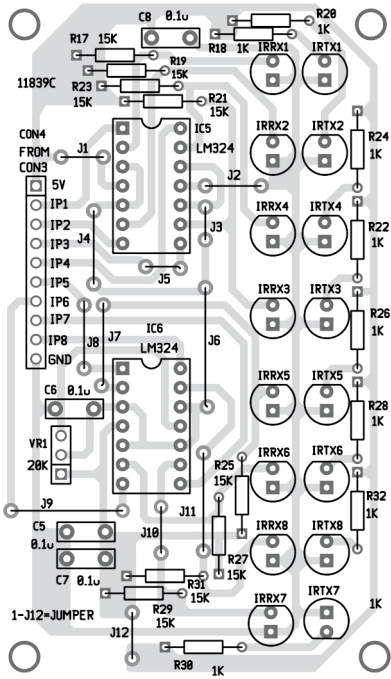 C8 0.1u
R20
1K
R17 15K
R18 1K
IRRX1 IRTX1
R19
15K
11839C
R23
15K
R21
15K
CON4
FROM
CON3
J1
IC5
LM324
IRRX2 IRTX2
R24
1K
J2
5V
IP1
IP2
IP3
IP4
IP5
IP6
IP7
IP8
GND
J4
J3
IRRX4 IRTX4
R22
1K
J5
IRRX3 IRTX3
R26
1K
J8
J7
IC6
LM324
J6
C6 0.1u
IRRX5 IRTX5
R28
1K
VR1
20K
R25
15K
IRRX6 IRTX6
R32
1K
J9
J11
C5
0.1u
J10
IRRX8 IRTX8
C7 0.1u
R27
15K
R31
15K
R29
15K
IRRX7 IRTX7
1K
1-J12=JUMPER
J12
R30 1K